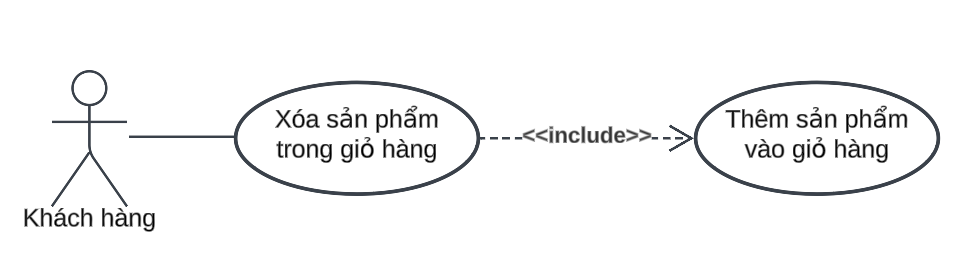 Xóa sản phẩm
trong giỏ hàng
<<include>>
Thêm sản phẩm
vào giỏ hàng
Khách hàng